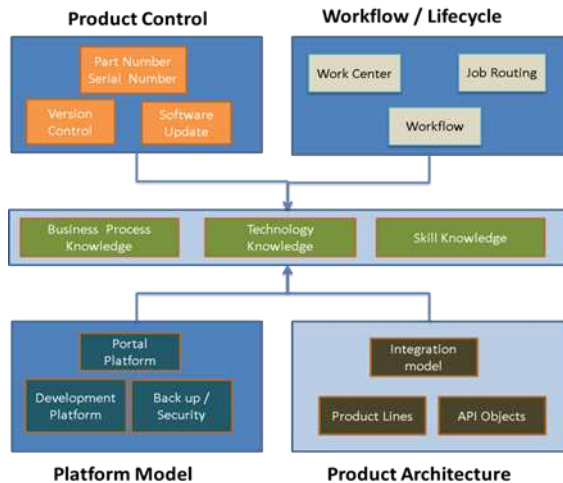 Product Control
Workflow / Lifecycle
Part Number
Serial Number
Version
Control
Software
Update
Work Center
Job Routing
Workflow
Business Process
Knowledge
Technology
Knowledge
Skill Knowledge
Portal
Platform
Development
Platform
Back up /
Security
Integration
model
Product Lines
API Objects
Platform Model
Product Architecture